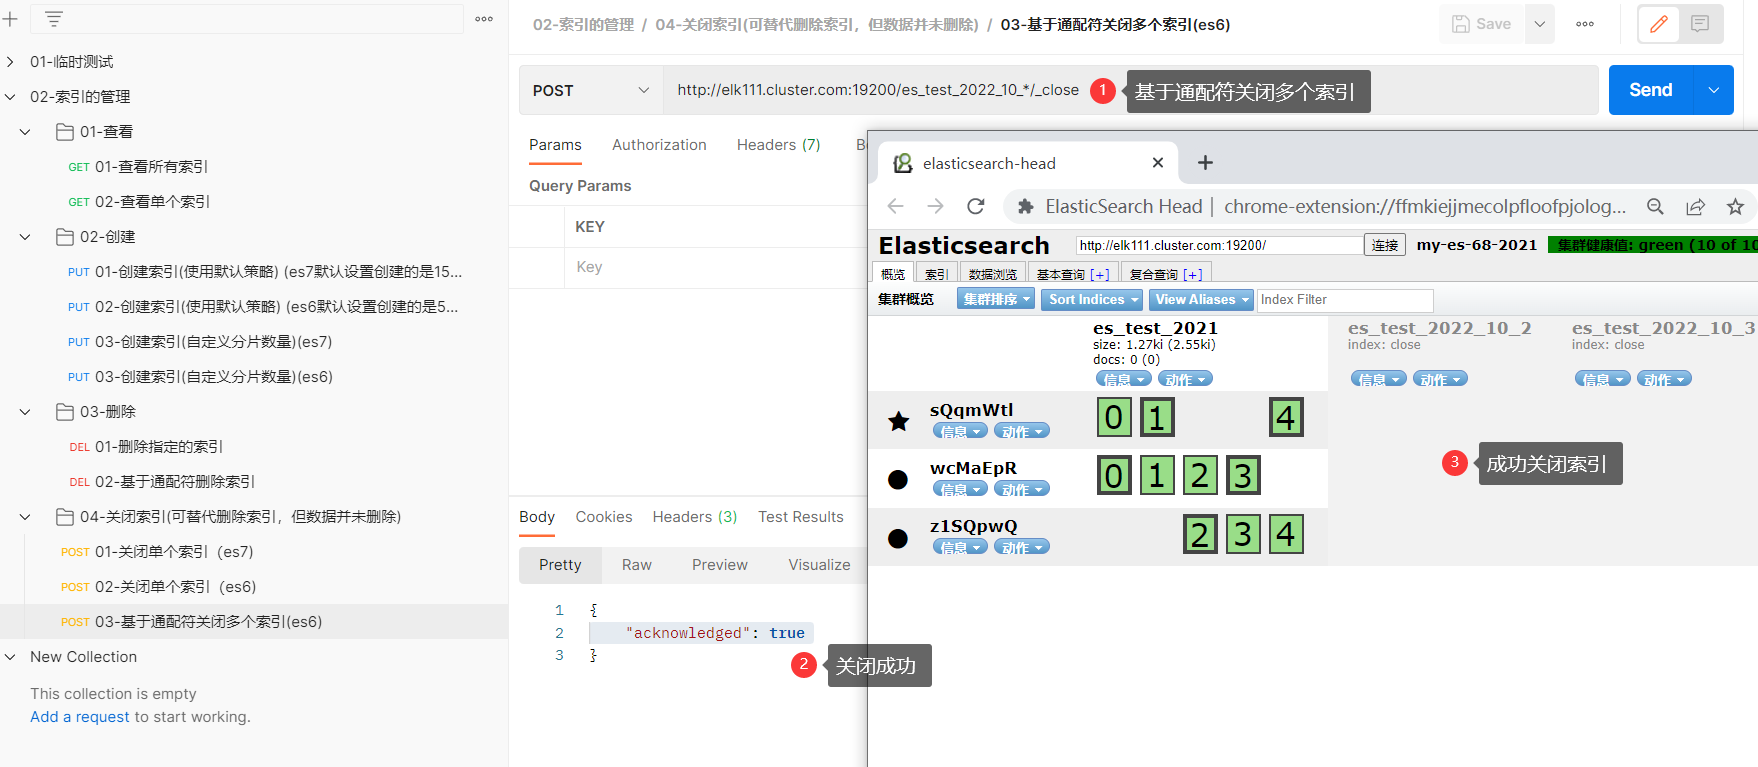 02-索引的管理 / 04-关闭索引(可替代删除索引，但数据并未删除) / 03-基于通配符关闭多个索引(es6)
Save
01-临时测试
02-索引的管理
01-查看
GET 01-查看所有索引
GET 02-查看单个索引
02-创建
PUT 01-创建索引(使用默认策略) (es7默认设置创建的是15...
PUT 02-创建索引(使用默认策略) (es6默认设置创建的是5...
PUT 03-创建索引(自定义分片数量)(es7)
PUT 03-创建索引(自定义分片数量)(es6)
03-删除
DEL 01-删除指定的索引
DEL 02-基于通配符删除索引
04-关闭索引(可替代删除索引，但数据并未删除)
POST 01-关闭单个索引（es7)
POST 02-关闭单个索引（es6)
POST 03-基于通配符关闭多个索引(es6)
New Collection
This collection is empty
Add a request to start working.
POST http://elk111.cluster.com:19200/es_test_2022_10_*/_close
1 基于通配符关闭多个索引
Send
Params Authorization Headers (7)
Query Params
KEY
Key
Body Cookies Headers (3) Test Results
Pretty Raw Preview Visualize
1 {
2 "acknowledged": true
3 }
2 关闭成功
elasticsearch-head
ElasticSearch Head | chrome-extension://ffmkiejjmecolpfloofpjolog...
Elasticsearch http://elk111.cluster.com:19200/ 连接 my-es-68-2021 集群健康值: green (10 of 10
概览 索引 数据浏览 基本查询 [+] 复合查询 [+]
集群概览 集群排序 Sort Indices View Aliases Index Filter
es_test_2021 es_test_2022_10_2 es_test_2022_10_3
size: 1.27ki (2.55ki) index: close index: close
docs: 0 (0)
信息 动作 信息 动作 信息 动作
sQqmWtl 0 1 4
信息 动作
wcMaEpR 0 1 2 3
信息 动作
z1SQpwQ 2 3 4
信息 动作
3 成功关闭索引